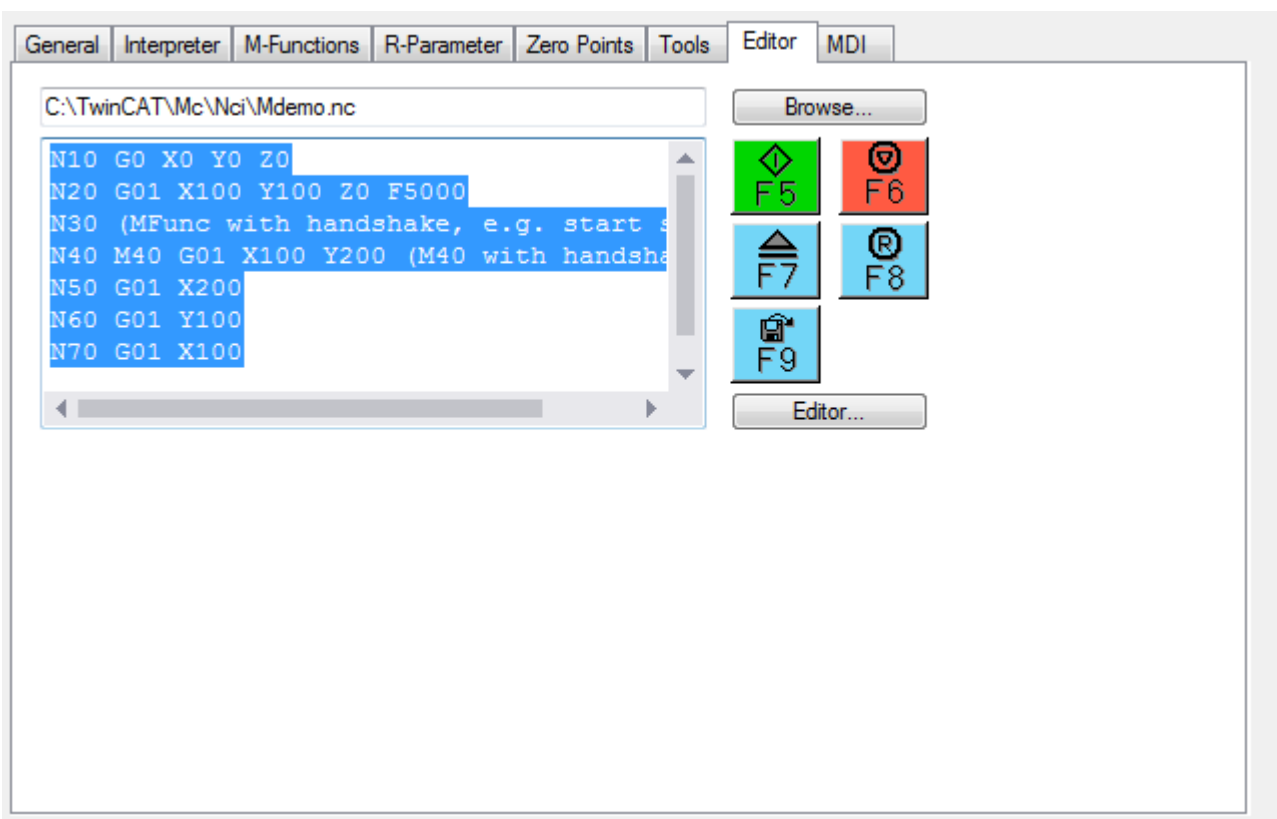 General Interpreter M-Functions R-Parameter Zero Points Tools Editor MDI
C:\TwinCAT\Mc\Nci\Mdemo.nc Browse...
N10 G0 X0 Y0 Z0
N20 G01 X100 Y100 Z0 F5000
N30 (MFunc with handshake, e.g. start
N40 M40 G01 X100 Y200 (M40 with
N50 G01 X200
N60 G01 Y100
N70 G01 X100
F5 F6
R
F7 F8
F9
Editor...